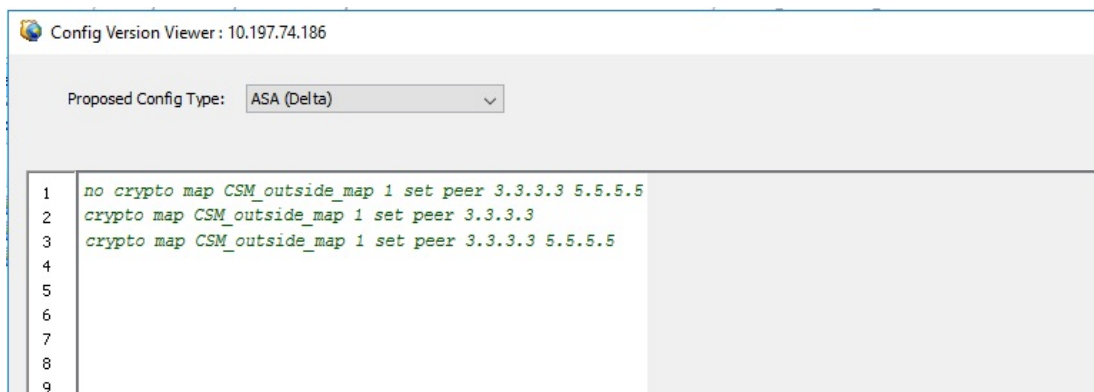 Config Version Viewer : 10.197.74.186
Proposed Config Type: ASA (Delta)
1 no crypto map CSM_outside_map 1 set peer 3.3.3.3 5.5.5.5
2 crypto map CSM_outside_map 1 set peer 3.3.3.3
3 crypto map CSM_outside_map 1 set peer 3.3.3.3 5.5.5.5
4
5
6
7
8
9